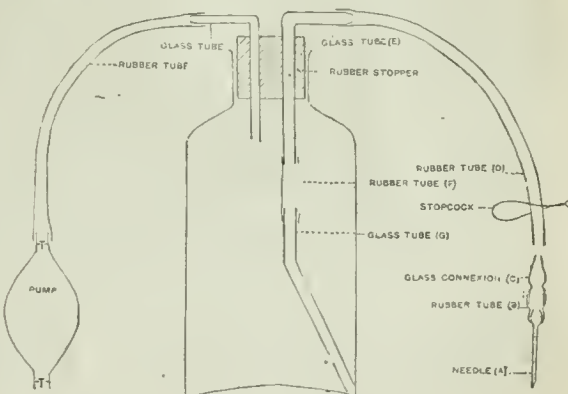 GLASS TUBE
GLASS TUBE (E)
RUBBER TUBE
RUBBER STOPPER
RUBBER TUBE (D)
RUBBER TUBE (F)
STOPCOCK
GLASS TUBE (G)
GLASS CONNEXION (C)
PUMP
RUBBER TUBE (B)
NEEDLE (A)